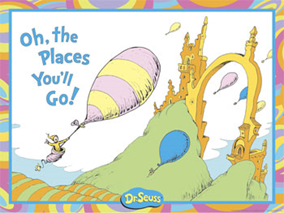 Oh, the
Places
You'll
Go!
Dr. Seuss